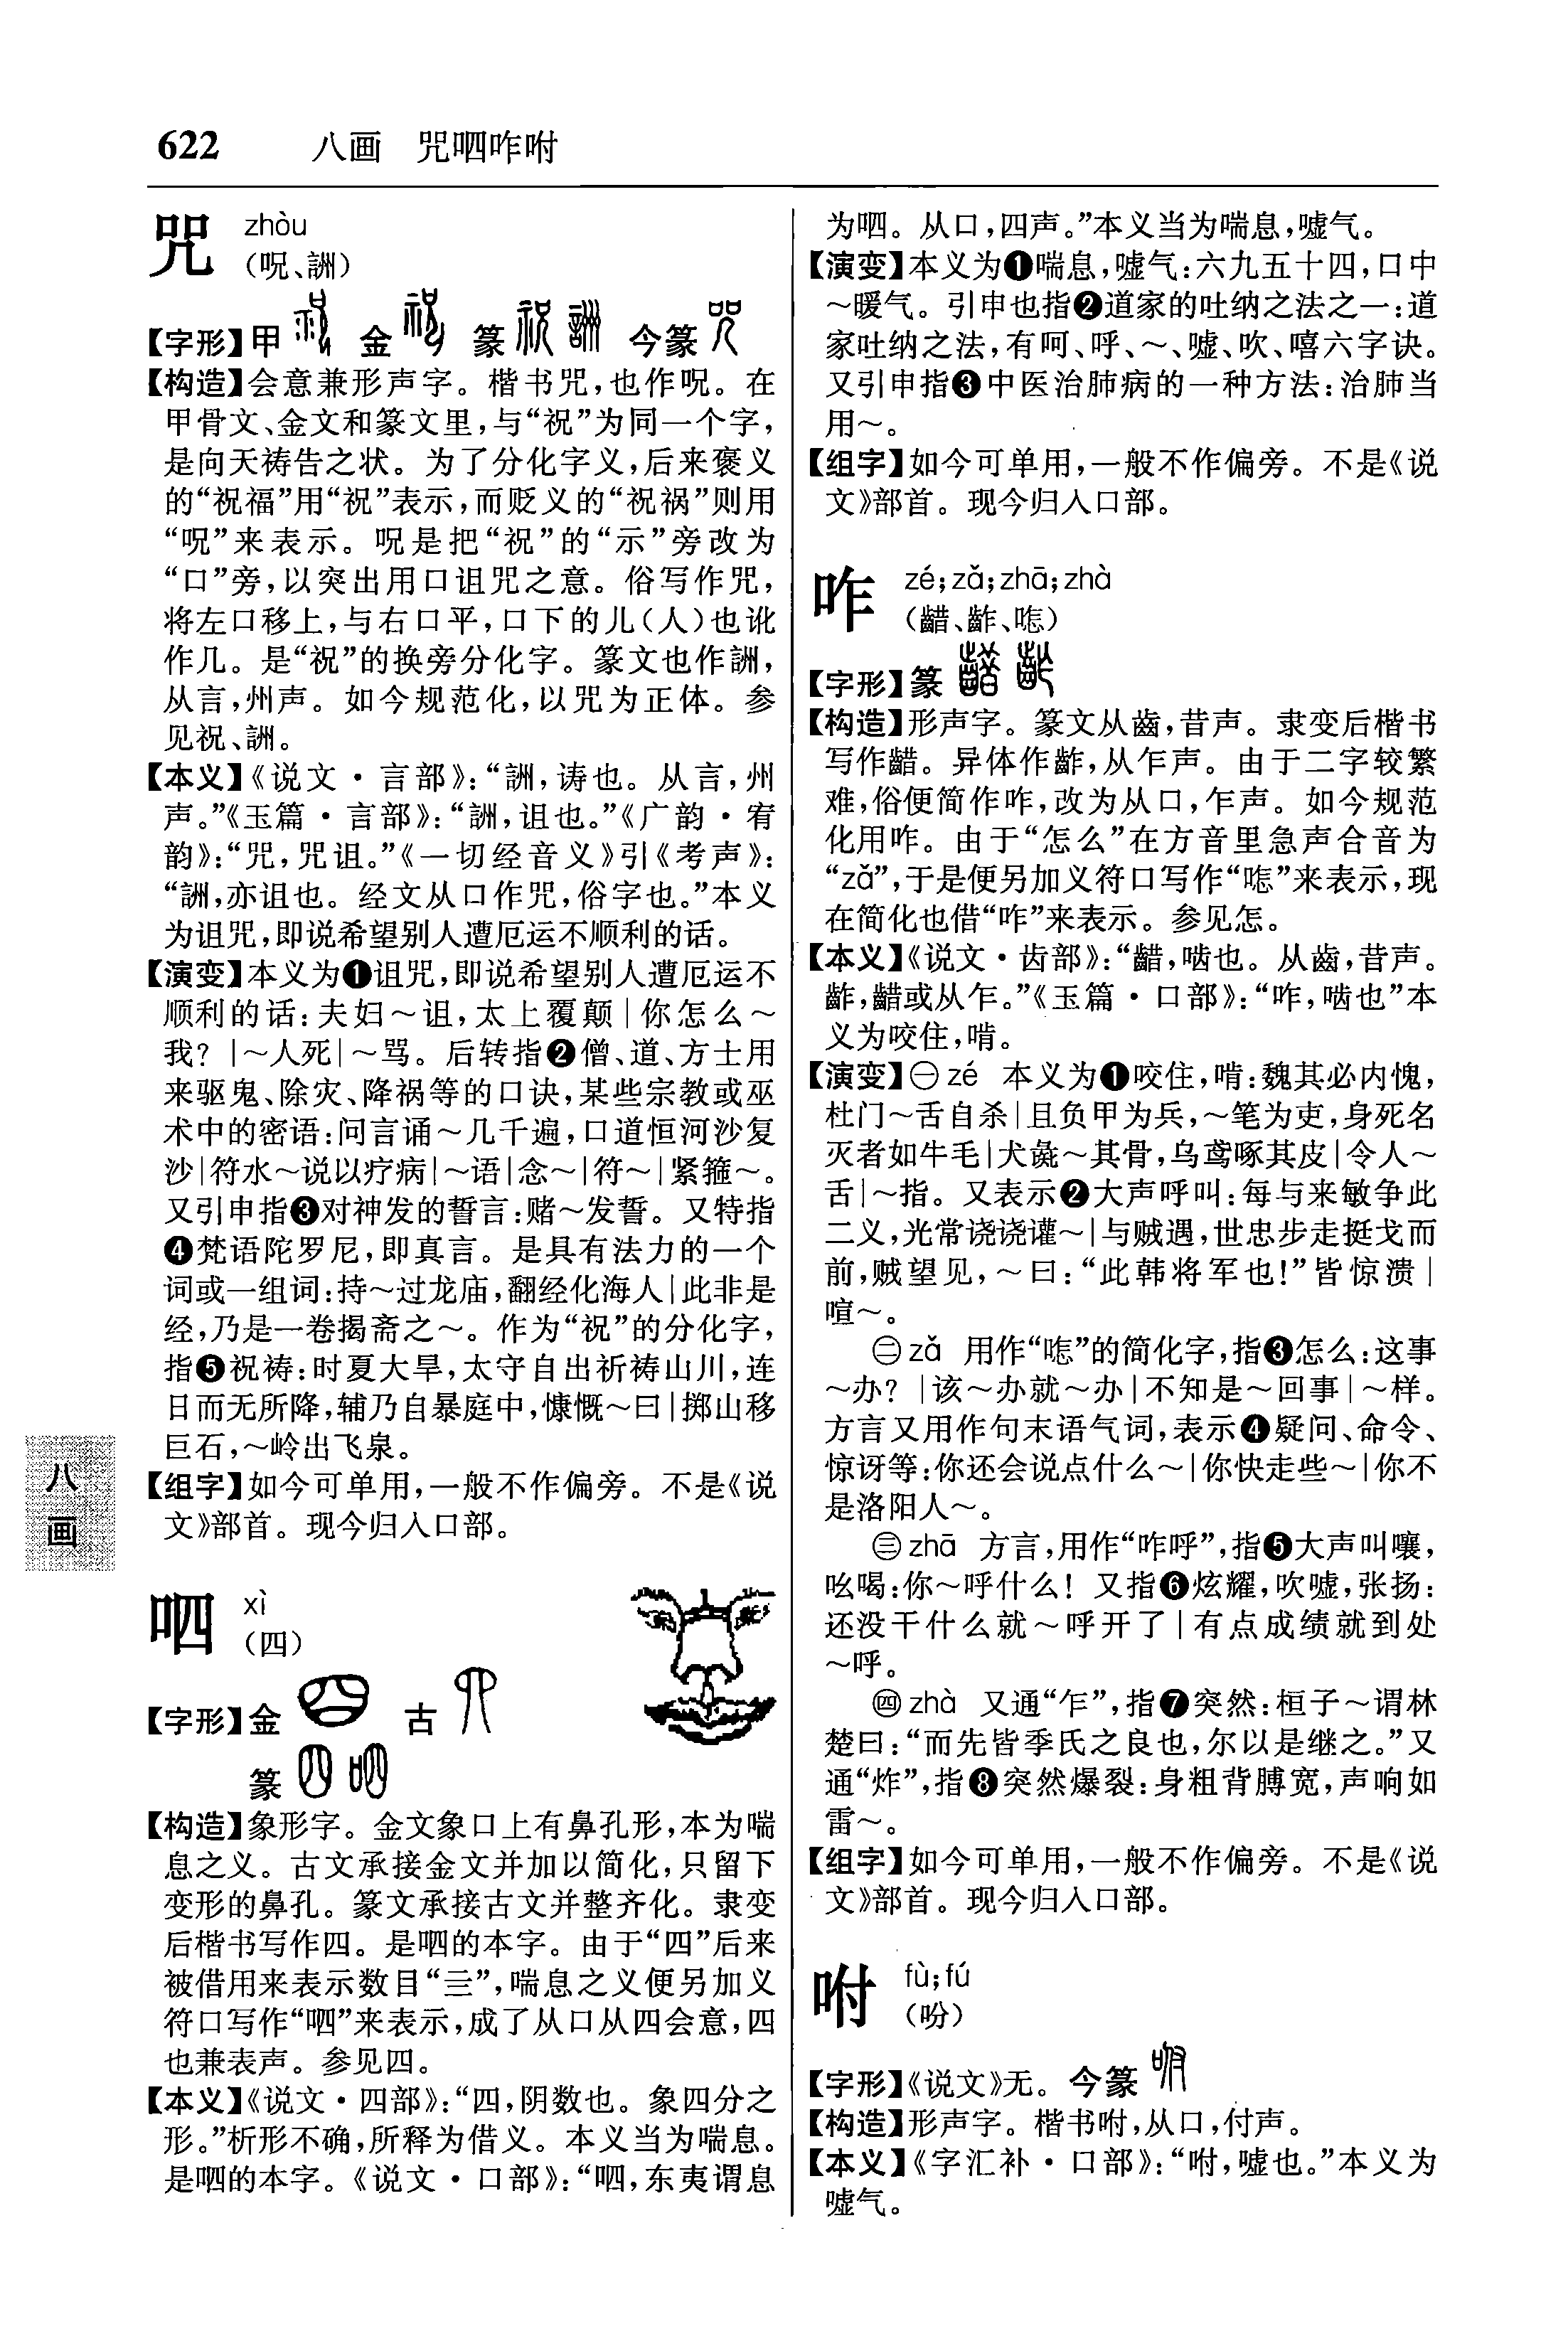 622 八画 咒呬咋咐
咒 zhòu
（呪、詶）
【字形】甲 金 篆 今篆
【构造】会意兼形声字。楷书咒，也作呪。在
甲骨文、金文和篆文里，与“祝”为同一个字，
是向天祷告之状。为了分化字义，后来褒义
的“祝福”用“祝”表示，而贬义的“祝祸”则用
“呪”来表示。呪是把“祝”的“示”旁改为
“口”旁，以突出用口诅咒之意。俗写作咒，
将左口移上，与右口平，口下的儿（人）也讹
作几。是“祝”的换旁分化字。篆文也作詶，
从言，州声。如今规范化，以咒为正体。参
见祝、詶。
【本义】《说文·言部》：“詶，诪也。从言，州
声。”《玉篇·言部》：“詶，诅也。”《广韵·宥
韵》：“咒，咒诅。”《一切经音义》引《考声》：
“詶，亦诅也。经文从口作咒，俗字也。”本义
为诅咒，即说希望别人遭厄运不顺利的话。
【演变】本义为❶诅咒，即说希望别人遭厄运不
顺利的话：夫妇～诅，太上覆颠｜你怎么～
我？｜～人死｜～骂。后转指❷僧、道、方士用
来驱鬼、除灾、降祸等的口诀，某些宗教或巫
术中的密语：问言诵～几千遍，口道恒河沙复
沙｜符水～说以疗病｜～语｜念～｜符～｜紧箍～。
又引申指❸对神发的誓言：赌～发誓。又特指
❹梵语陀罗尼，即真言。是具有法力的一个
词或一组词：持～过龙庙，翻经化海人｜此非是
经，乃是一卷揭斋之～。作为“祝”的分化字，
指❺祝祷：时夏大旱，太守自出祈祷山川，连
日而无所降，辅乃自暴庭中，慷慨～曰｜掷山移
巨石，～岭出飞泉。
【组字】如今可单用，一般不作偏旁。不是《说
文》部首。现今归入口部。
八画
呬 xì
（四）
【字形】金 古
篆
【构造】象形字。金文象口上有鼻孔形，本为喘
息之义。古文承接金文并加以简化，只留下
变形的鼻孔。篆文承接古文并整齐化。隶变
后楷书写作四。是呬的本字。由于“四”后来
被借用来表示数目“亖”，喘息之义便另加义
符口写作“呬”来表示，成了从口从四会意，四
也兼表声。参见四。
【本义】《说文·四部》：“四，阴数也。象四分之
形。”析形不确，所释为借义。本义当为喘息。
是呬的本字。《说文·口部》：“呬，东夷谓息
为呬。从口，四声。”本义当为喘息，嘘气。
【演变】本义为❶喘息，嘘气：六九五十四，口中
～暖气。引申也指❷道家的吐纳之法之一：道
家吐纳之法，有呵、呼、～、嘘、吹、嘻六字诀。
又引申指❸中医治肺病的一种方法：治肺当
用～。
【组字】如今可单用，一般不作偏旁。不是《说
文》部首。现今归入口部。
咋 zé；zǎ；zhā；zhà
（齰、齚、㖷）
【字形】篆
【构造】形声字。篆文从齒，昔声。隶变后楷书
写作齰。异体作齚，从乍声。由于二字较繁
难，俗便简作咋，改为从口，乍声。如今规范
化用咋。由于“怎么”在方音里急声合音为
“zǎ”，于是便另加义符口写作“㖷”来表示，现
在简化也借“咋”来表示。参见怎。
【本义】《说文·齿部》：“齰，啮也。从齒，昔声。
齚，齰或从乍。”《玉篇·口部》：“咋，啮也”本
义为咬住，啃。
【演变】㊀zé 本义为❶咬住，啃：魏其必内愧，
杜门～舌自杀｜且负甲为兵，～笔为吏，身死名
灭者如牛毛｜犬彘～其骨，乌鸢啄其皮｜令人～
舌｜～指。又表示❷大声呼叫：每与来敏争此
二义，光常诪诪讙～｜与贼遇，世忠步走挺戈而
前，贼望见，～曰：“此韩将军也！”皆惊溃｜
喧～。
㊁zǎ 用作“㖷”的简化字，指❸怎么：这事
～办？｜该～办就～办｜不知是～回事｜～样。
方言又用作句末语气词，表示❹疑问、命令、
惊讶等：你还会说点什么～｜你快走些～｜你不
是洛阳人～。
㊂zhā 方言，用作“咋呼”，指❺大声叫嚷，
吆喝：你～呼什么！又指❻炫耀，吹嘘，张扬：
还没干什么就～呼开了｜有点成绩就到处
～呼。
㊃zhà 又通“乍”，指❼突然：桓子～谓林
楚曰：“而先皆季氏之良也，尔以是继之。”又
通“炸”，指❽突然爆裂：身粗背膊宽，声响如
雷～。
【组字】如今可单用，一般不作偏旁。不是《说
文》部首。现今归入口部。
咐 fù；fú
（吩）
【字形】《说文》无。今篆
【构造】形声字。楷书咐，从口，付声。
【本义】《字汇补·口部》：“咐，嘘也。”本义为
嘘气。